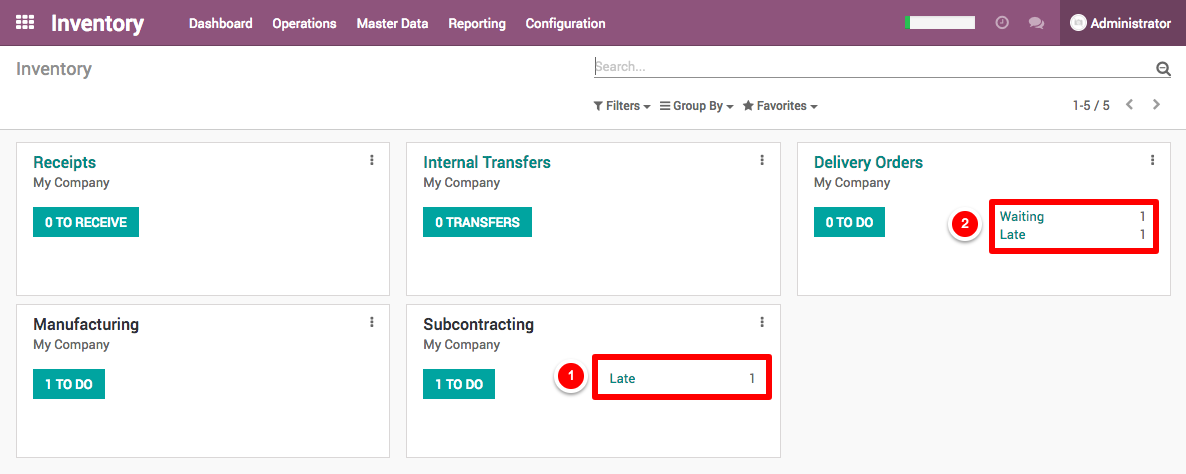 Inventory Dashboard Operations Master Data Reporting Configuration Administrator
Inventory
Search...
Filters Group By Favorites 1-5 / 5
Receipts
My Company
0 TO RECEIVE
Internal Transfers
My Company
0 TRANSFERS
Delivery Orders
My Company
0 TO DO
2
Waiting 1
Late 1
Manufacturing
My Company
1 TO DO
Subcontracting
My Company
1 TO DO
1
Late 1